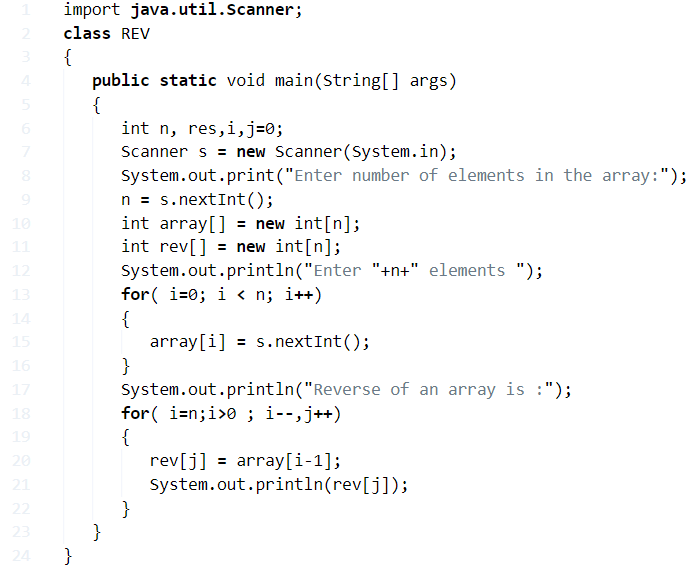 1 import java.util.Scanner;
2 class REV
3 {
4 public static void main(String[] args)
5 {
6 int n, res,i,j=0;
7 Scanner s = new Scanner(System.in);
8 System.out.print("Enter number of elements in the array:");
9 n = s.nextInt();
10 int array[] = new int[n];
11 int rev[] = new int[n];
12 System.out.println("Enter "+n+" elements ");
13 for( i=0; i < n; i++)
14 {
15 array[i] = s.nextInt();
16 }
17 System.out.println("Reverse of an array is :");
18 for( i=n;i>0 ; i--,j++)
19 {
20 rev[j] = array[i-1];
21 System.out.println(rev[j]);
22 }
23 }
24 }